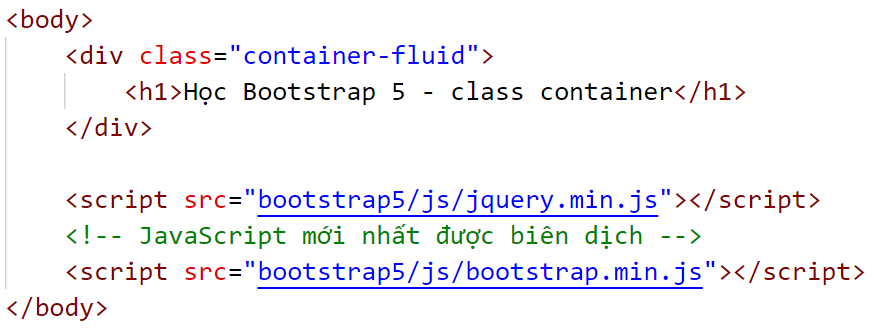 <body>
<div class="container-fluid">
<h1>Học Bootstrap 5 - class container</h1>
</div>
<script src="bootstrap5/js/jquery.min.js"></script>
<!-- JavaScript mới nhất được biên dịch -->
<script src="bootstrap5/js/bootstrap.min.js"></script>
</body>